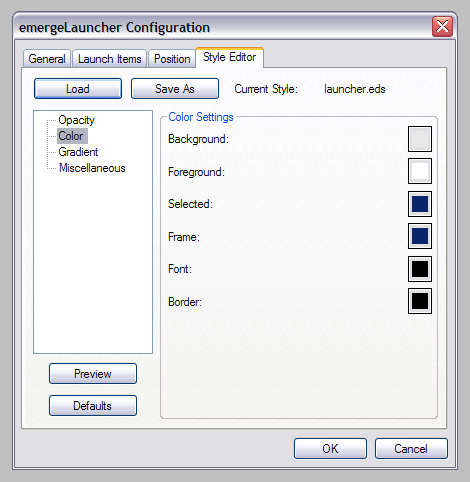 emergeLauncher Configuration
General Launch Items Position Style Editor
Load Save As Current Style: launcher.eds
Opacity
Color
Gradient
Miscellaneous
Color Settings
Background:
Foreground:
Selected:
Frame:
Font:
Border:
Preview
Defaults
OK Cancel